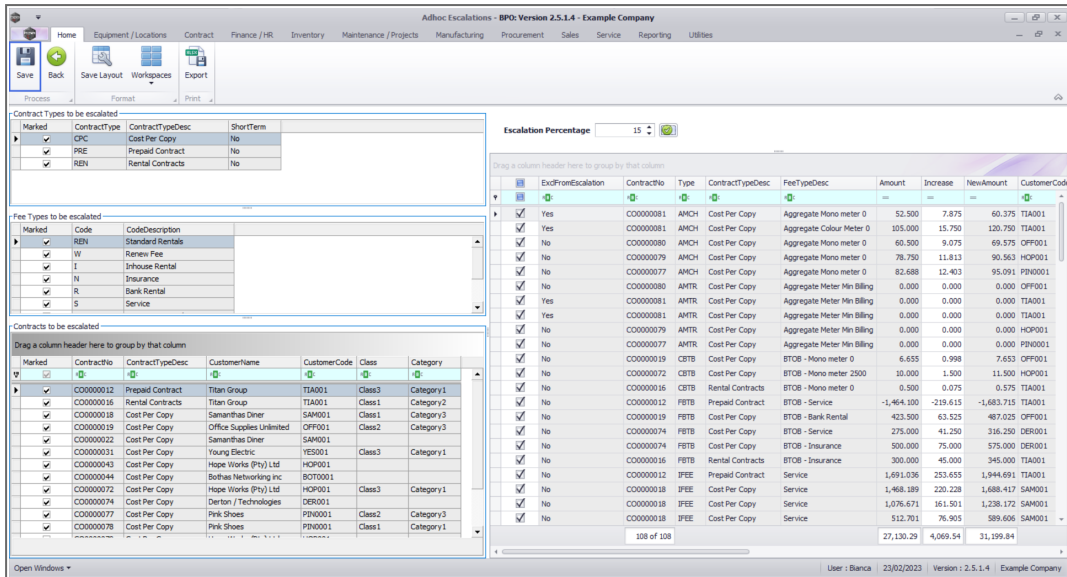 Adhoc Escalations - BPO: Version 2.5.1.4 - Example Company
Home Equipment / Locations Contract Finance / HR Inventory Maintenance / Projects Manufacturing Procurement Sales Service Reporting Utilities
Save Back Save Layout Workspaces Export
Process Format Print
Contract Types to be escalated
Marked ContractType ContractTypeDesc ShortTerm
CPC Cost Per Copy No
PRE Prepaid Contract No
REN Rental Contracts No
Fee Types to be escalated
Marked Code CodeDescription
REN Standard Rentals
W Renew Fee
I Inhouse Rental
N Insurance
R Bank Rental
S Service
Contracts to be escalated
Drag a column header here to group by that column
Marked ContractNo ContractTypeDesc CustomerName CustomerCode Class Category
CO0000012 Prepaid Contract Titan Group TIA001 Class3 Category1
CO0000016 Rental Contracts Titan Group TIA001 Class1 Category2
CO0000018 Cost Per Copy Samanthas Diner SAM001 Class1 Category3
CO0000019 Cost Per Copy Office Supplies Unlimited OFF001 Class2 Category3
CO0000022 Cost Per Copy Samanthas Diner SAM001
CO0000031 Cost Per Copy Young Electric YES001 Class3 Category1
CO0000043 Cost Per Copy Hope Works (Pty) Ltd HOP001
CO0000044 Cost Per Copy Bothas Networking inc BOT0001
CO0000072 Cost Per Copy Hope Works (Pty) Ltd HOP001 Class3 Category1
CO0000074 Cost Per Copy Derton / Technologies DER001
CO0000077 Cost Per Copy Pink Shoes PIN0001 Class2 Category3
CO0000078 Cost Per Copy Pink Shoes PIN0001 Class1 Category1
Escalation Percentage 15
Drag a column header here to group by that column
ExclFromEscalation ContractNo Type ContractTypeDesc FeeTypeDesc Amount Increase NewAmount CustomerCode
= = =
Yes CO0000081 AMCH Cost Per Copy Aggregate Mono meter 0 52.500 7.875 60.375 TIA001
Yes CO0000081 AMCH Cost Per Copy Aggregate Colour Meter 0 105.000 15.750 120.750 TIA001
No CO0000080 AMCH Cost Per Copy Aggregate Mono meter 0 60.500 9.075 69.575 OFF001
No CO0000079 AMCH Cost Per Copy Aggregate Mono meter 0 78.750 11.813 90.563 HOP001
No CO0000077 AMCH Cost Per Copy Aggregate Mono meter 0 82.688 12.403 95.091 PIN0001
No CO0000080 AMTR Cost Per Copy Aggregate Meter Min Billing 0.000 0.000 0.000 OFF001
Yes CO0000081 AMTR Cost Per Copy Aggregate Meter Min Billing 0.000 0.000 0.000 TIA001
Yes CO0000081 AMTR Cost Per Copy Aggregate Meter Min Billing 0.000 0.000 0.000 TIA001
No CO0000079 AMTR Cost Per Copy Aggregate Meter Min Billing 0.000 0.000 0.000 HOP001
No CO0000077 AMTR Cost Per Copy Aggregate Meter Min Billing 0.000 0.000 0.000 PIN0001
No CO0000019 CBTB Cost Per Copy BTOB - Mono meter 0 6.655 0.998 7.653 OFF001
No CO0000072 CBTB Cost Per Copy BTOB - Mono meter 2500 10.000 1.500 11.500 HOP001
No CO0000016 CBTB Rental Contracts BTOB - Mono meter 0 0.500 0.075 0.575 TIA001
No CO0000012 FBTB Prepaid Contract BTOB - Service -1,464.100 -219.615 -1,683.715 TIA001
No CO0000019 FBTB Cost Per Copy BTOB - Bank Rental 423.500 63.525 487.025 OFF001
No CO0000074 FBTB Cost Per Copy BTOB - Service 275.000 41.250 316.250 DER001
No CO0000074 FBTB Cost Per Copy BTOB - Insurance 500.000 75.000 575.000 DER001
No CO0000016 FBTB Rental Contracts BTOB - Insurance 300.000 45.000 345.000 TIA001
No CO0000012 IFEE Prepaid Contract Service 1,691.036 253.655 1,944.691 TIA001
No CO0000018 IFEE Cost Per Copy Service 1,468.189 220.228 1,688.417 SAM001
No CO0000018 IFEE Cost Per Copy Service 1,076.671 161.501 1,238.172 SAM001
No CO0000018 IFEE Cost Per Copy Service 512.701 76.905 589.606 SAM001
108 of 108 27,130.29 4,069.54 31,199.84
Open Windows User : Bianca 23/02/2023 Version : 2.5.1.4 Example Company